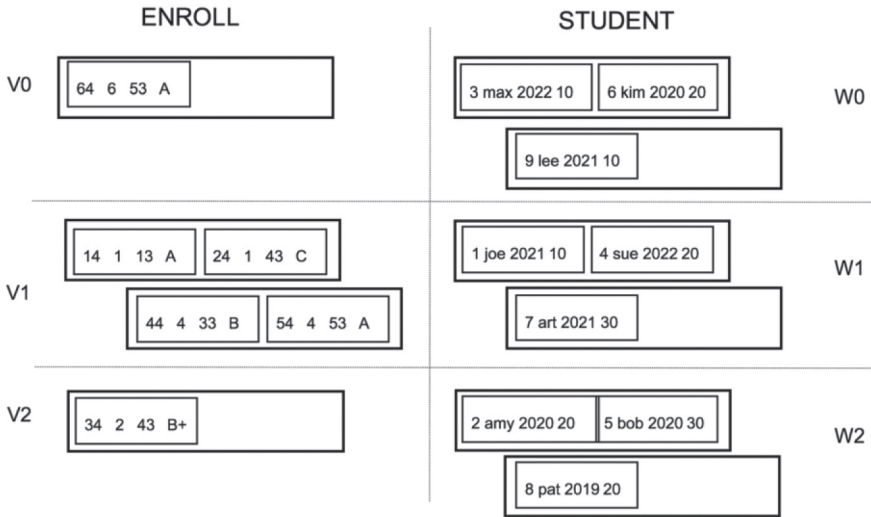 ENROLL
STUDENT
V0
64 6 53 A
3 max 2022 10
6 kim 2020 20
W0
9 lee 2021 10
V1
14 1 13 A
24 1 43 C
1 joe 2021 10
4 sue 2022 20
W1
44 4 33 B
54 4 53 A
7 art 2021 30
V2
34 2 43 B+
2 amy 2020 20
5 bob 2020 30
W2
8 pat 2019 20